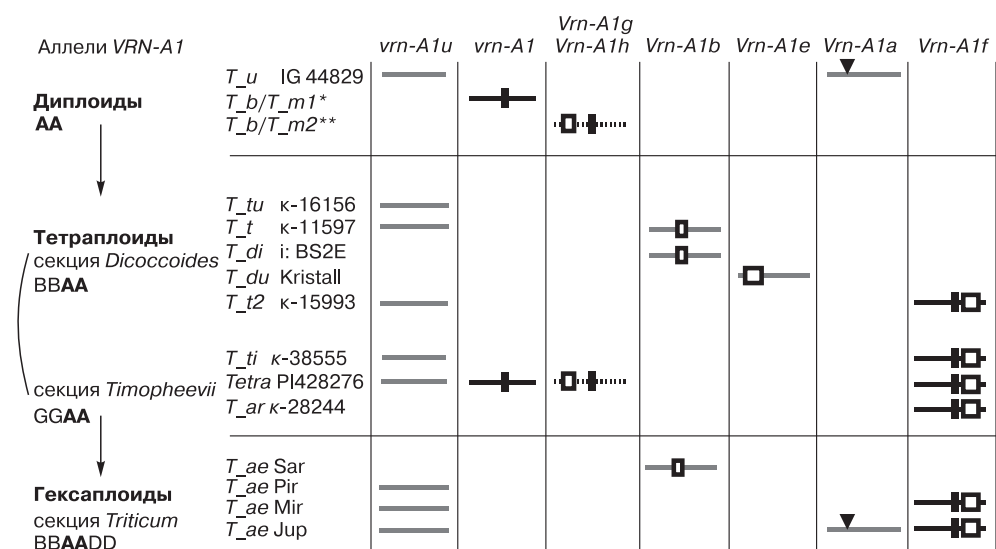 Vrn-A1g
Аллели VRN-A1 vrn-A1u vrn-A1 Vrn-A1h Vrn-A1b Vrn-A1e Vrn-A1a Vrn-A1f
T_u IG 44829
Диплоиды T_b/T_m1*
AA T_b/T_m2**
T_tu к-16156
T_t к-11597
Тетраплоиды
T_di i: BS2E
секция Dicoccoides
BBAA T_du Kristall
T_t2 к-15993
T_ti к-38555
секция Timopheevii Tetra PI428276
GGAA T_ar к-28244
T_ae Sar
Гексаплоиды T_ae Pir
T_ae Mir
секция Triticum
T_ae Jup
BBAADD